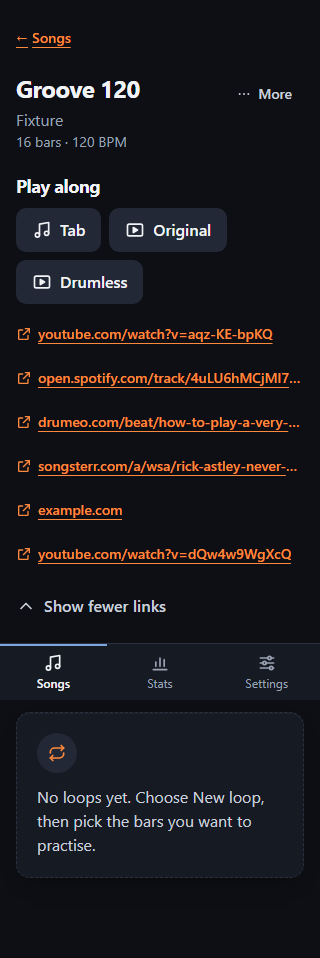 ← Songs
Groove 120
··· More
Fixture
16 bars · 120 BPM
Play along
Tab
Original
Drumless
youtube.com/watch?v=aqz-KE-bpKQ
open.spotify.com/track/4uLU6hMCjMI7...
drumeo.com/beat/how-to-play-a-very-...
songsterr.com/a/wsa/rick-astley-never-...
example.com
youtube.com/watch?v=dQw4w9WgXcQ
Show fewer links
Songs
Stats
Settings
No loops yet. Choose New loop,
then pick the bars you want to
practise.